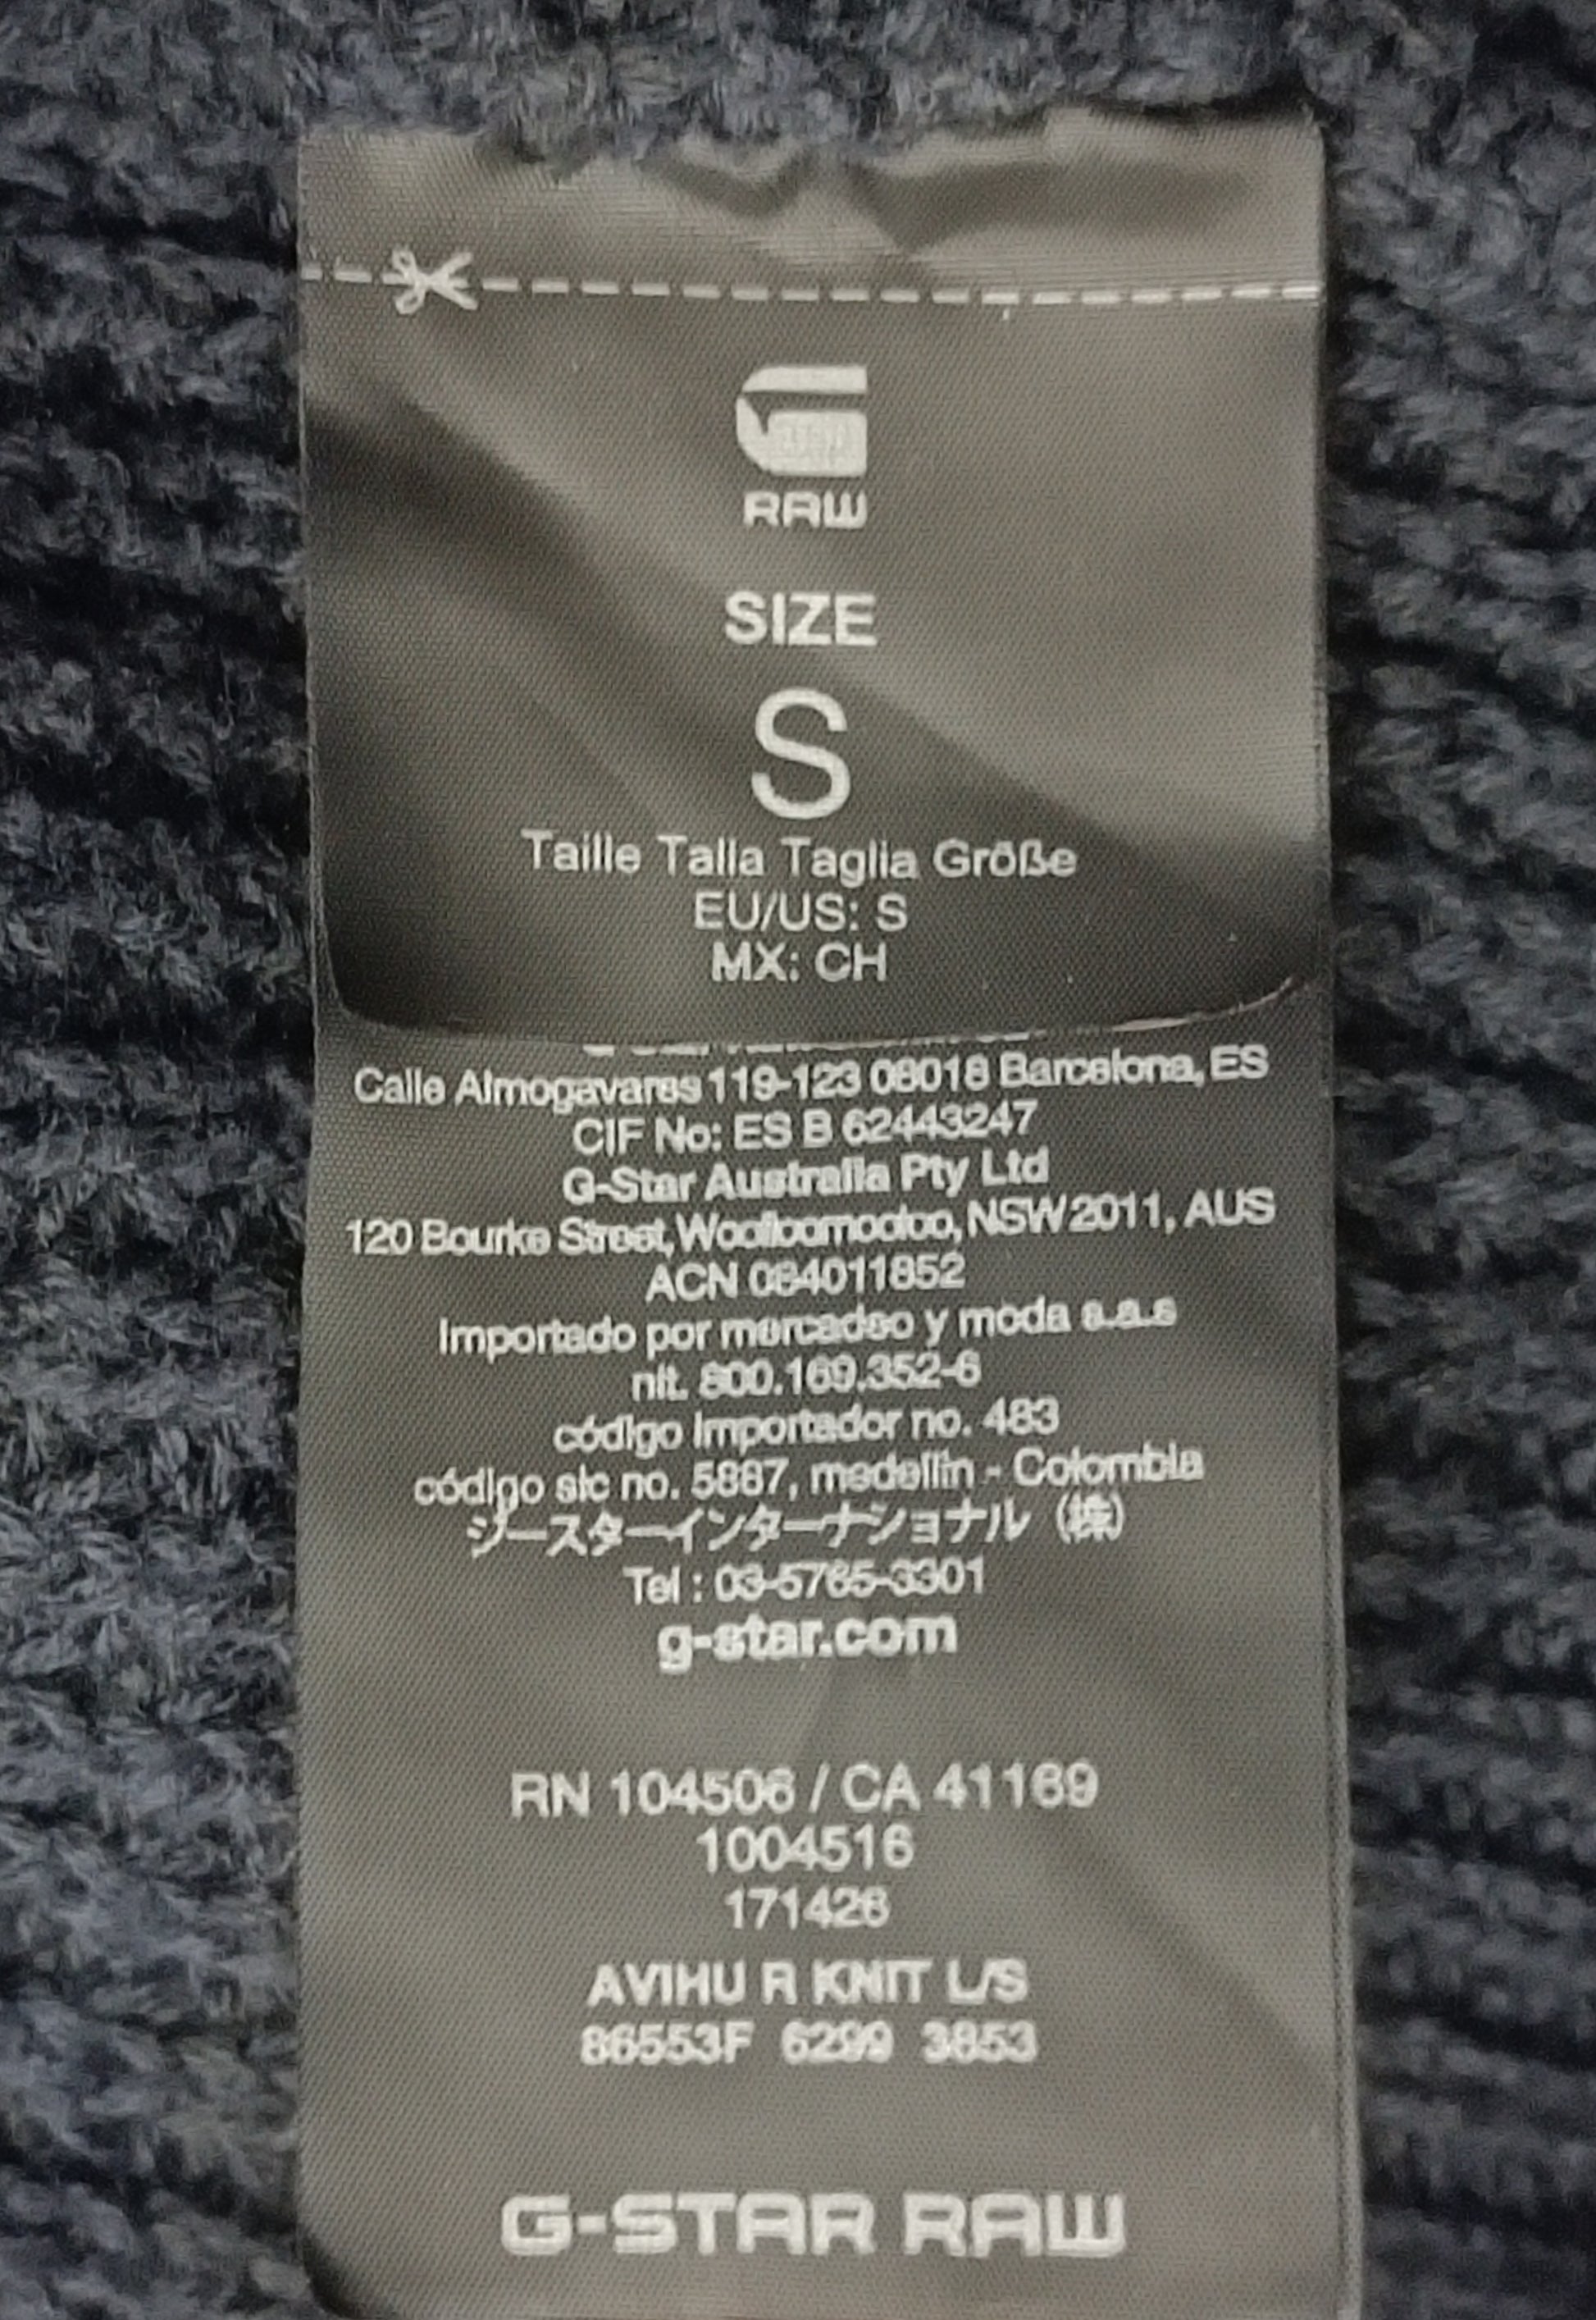 RAW
SIZE
S
Taille Talla Taglia Größe
EU/US: S
MX: CH
Calle Almogavares 119-123 08018 Barcelona, ES
CIF No: ES B 62443247
G-Star Australia Pty Ltd
120 Bourke Street, Woolloomooloo, NSW 2011, AUS
ACN 084011852
Importado por mercadeo y moda s.a.s
nit. 800.169.352-6
código importador no. 483
código sic no. 5887, medellin - Colombia
ジースターインターナショナル (株)
Tel : 03-5765-3301
g-star.com
RN 104506 / CA 41169
1004516
171426
AVIHU R KNIT L/S
86553F 6299 3853
G-STAR RAW